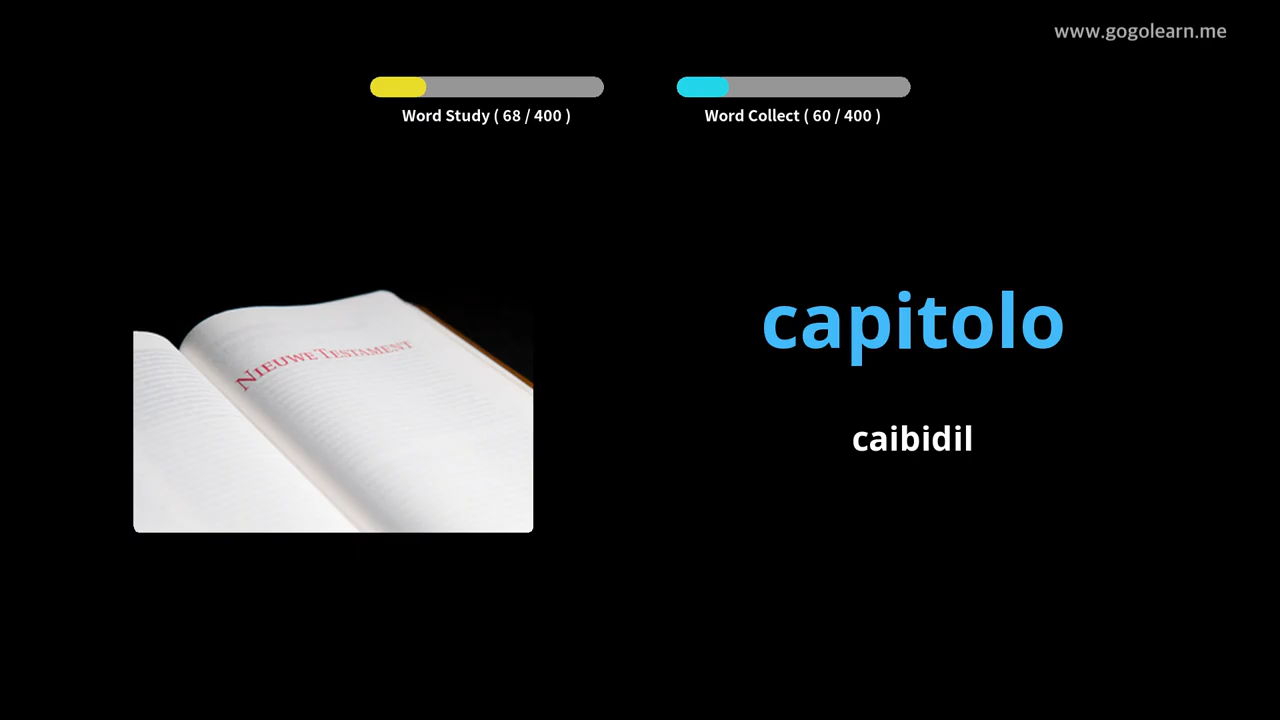 www.gogolearn.me
Word Study ( 68 / 400 )
Word Collect ( 60 / 400 )
NIEUWE TESTAMENT
capitolo
caibidil